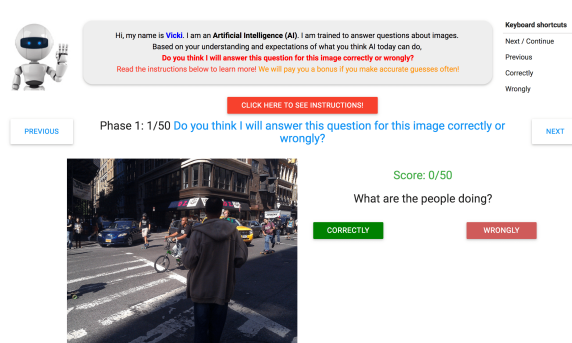 Hi, my name is Vicki. I am an Artificial Intelligence (AI). I am trained to answer questions about images.
Based on your understanding and expectations of what you think AI today can do,
Do you think I will answer this question for this image correctly or wrongly?
Read the instructions below to learn more! We will pay you a bonus if you make accurate guesses often!
Keyboard shortcuts
Next / Continue
Previous
Correctly
Wrongly
CLICK HERE TO SEE INSTRUCTIONS!
PREVIOUS
Phase 1: 1/50 Do you think I will answer this question for this image correctly or
wrongly?
NEXT
Score: 0/50
What are the people doing?
CORRECTLY
WRONGLY